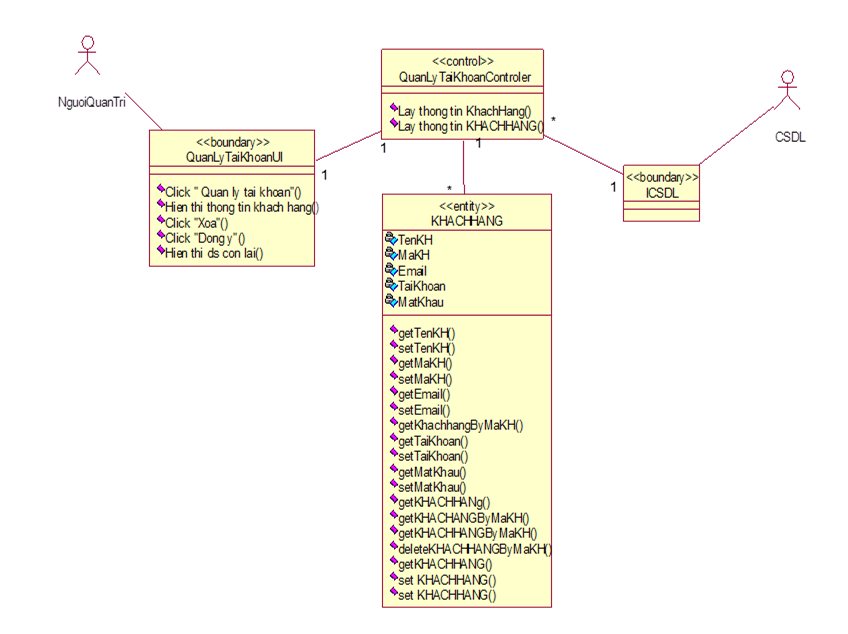 NguoiQuanTri
<<boundary>>
QuanLyTaiKhoanUI
Click " Quan ly tai khoan"()
Hien thi thong tin khach hang()
Click "Xoa"()
Click "Dong y"()
Hien thi ds con lai()
1
<<control>>
QuanLyTaiKhoanControler
Lay thong tin KhachHang()
Lay thong tin KHACHHANG()
1
1
*
*
<<entity>>
KHACHHANG
TenKH
MaKH
Email
TaiKhoan
MatKhau
getTenKH()
setTenKH()
getMaKH()
setMaKH()
getEmail()
setEmail()
getKhachhangByMaKH()
getTaiKhoan()
setTaiKhoan()
getMatKhau()
setMatKhau()
getKHACHHANg()
getKHACHANGByMaKH()
getKHACHHANGByMaKH()
deleteKHACHHANGByMaKH()
getKHACHHANG()
set KHACHHANG()
set KHACHHANG()
1
<<boundary>>
ICSDL
CSDL